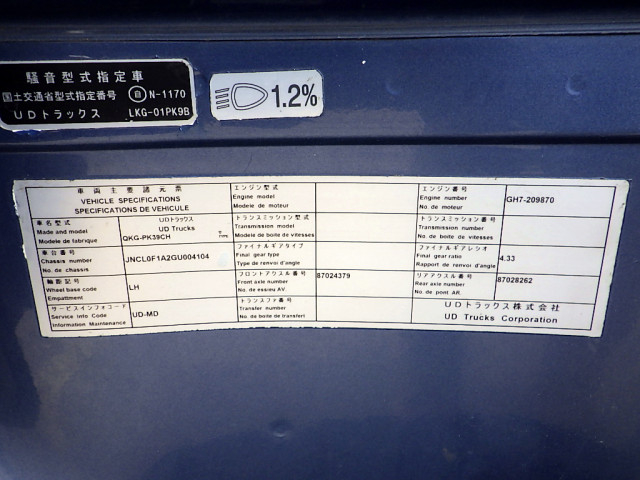 騒音型式指定車
国土交通省型式指定番号 自 N-1170
UDトラックス LKG-01PK9B
1.2%
車両主要諸元票
VEHICLE SPECIFICATIONS
SPECIFICATIONS DE VEHICULE
車名型式
Made and model
Modele de fabrique
UDトラックス
UD Trucks
QKG-PK39CH
車台番号
Chassis number
No. de chassis
JNCL0F1A2GU004104
軸距記号
Wheel base code
Empattment
LH
サービスインフォコード
Service info Code
Information Maintenance
UD-MD
エンジン型式
Engine model
Modele de moteur
トランスミッション型式
Transmission model
Modele de boite de vitesses
ファイナルギアタイプ
Final gear type
Type de renvoi d'angle
フロントアクスル番号
Front axle number
No. de essieu AV.
87024379
トランスファ番号
Transfer number
No. de boite de transfert
エンジン番号
Engine number
No. de moteur
GH7-209870
トランスミッション番号
Transmission number
No. de boite de vitesses
ファイナルギアレシオ
Final gear ratio
Rapport de renvoi d'angle
4.33
リアアクスル番号
Rear axle number
No. de pont AR.
87028262
UDトラックス株式会社
UD Trucks Corporation